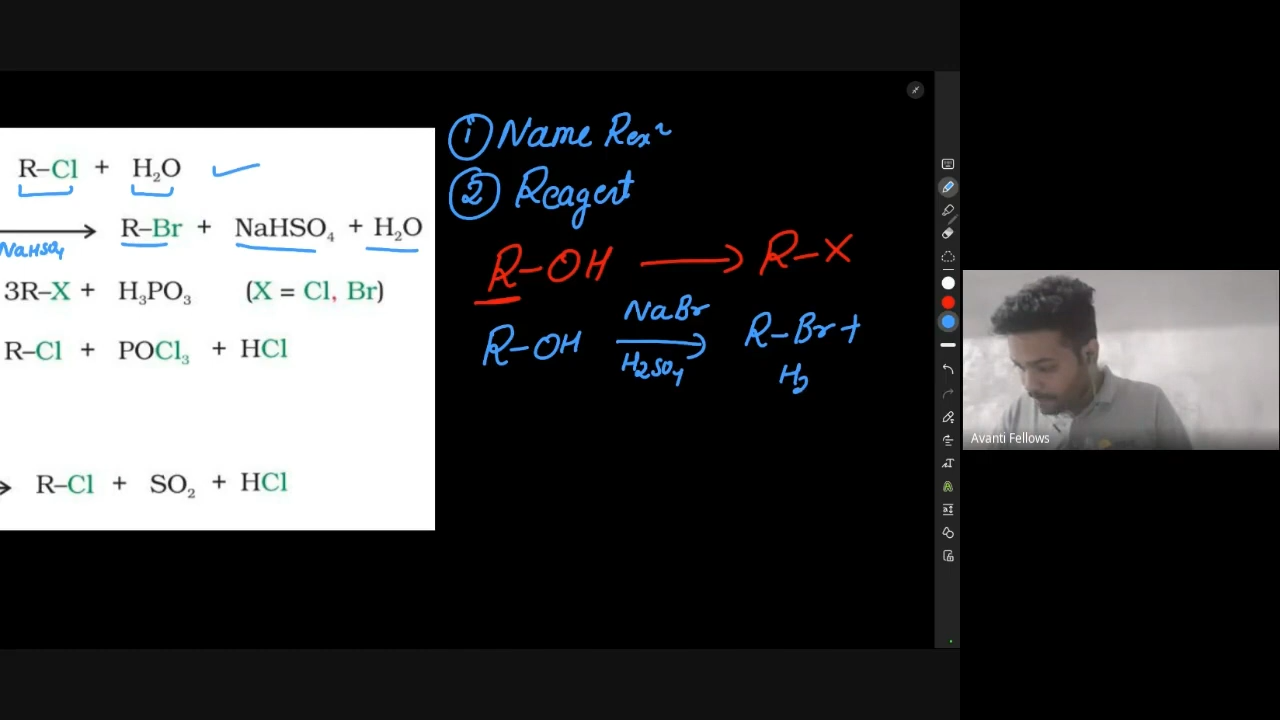 R–Cl + H₂O
NaHSO₄
R–Br + NaHSO₄ + H₂O
3R–X + H₃PO₃ (X = Cl, Br)
R–Cl + POCl₃ + HCl
R–Cl + SO₂ + HCl
① Name Rex²
② Reagent
R–OH → R–X
R–OH NaBr → H₂SO₄ R–Br +
H₂
Avanti Fellows